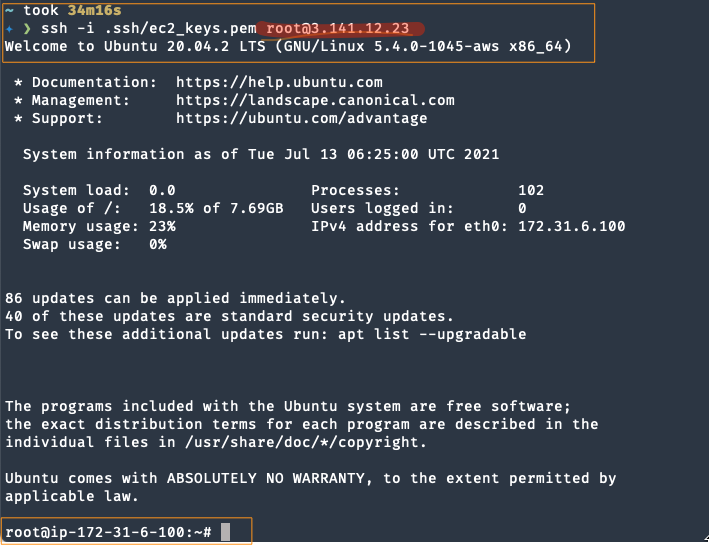 ~ took 34m16s
✦ ❯ ssh -i .ssh/ec2_keys.pem root@3.141.12.23
Welcome to Ubuntu 20.04.2 LTS (GNU/Linux 5.4.0-1045-aws x86_64)
* Documentation:  https://help.ubuntu.com
* Management:     https://landscape.canonical.com
* Support:        https://ubuntu.com/advantage
System information as of Tue Jul 13 06:25:00 UTC 2021
System load:  0.0               Processes:             102
Usage of /:   18.5% of 7.69GB   Users logged in:       0
Memory usage: 23%               IPv4 address for eth0: 172.31.6.100
Swap usage:   0%
86 updates can be applied immediately.
40 of these updates are standard security updates.
To see these additional updates run: apt list --upgradable
The programs included with the Ubuntu system are free software;
the exact distribution terms for each program are described in the
individual files in /usr/share/doc/*/copyright.
Ubuntu comes with ABSOLUTELY NO WARRANTY, to the extent permitted by
applicable law.
root@ip-172-31-6-100:~#